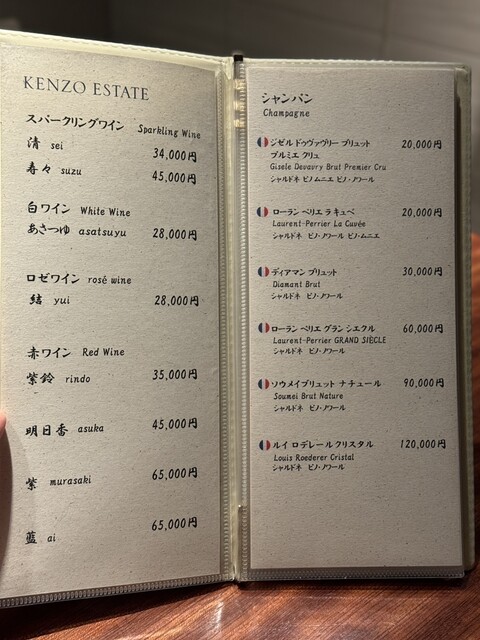 KENZO ESTATE
スパークリングワイン Sparkling Wine
清 sei 34,000円
寿々 suzu 45,000円
白ワイン White Wine
あさつゆ asatsuyu 28,000円
ロゼワイン rosé wine
結 yui 28,000円
赤ワイン Red Wine
紫鈴 rindo 35,000円
明日香 asuka 45,000円
紫 murasaki 65,000円
藍 ai 65,000円
シャンパン
Champagne
ジゼル ドゥヴァヴリー ブリュット 20,000円
プルミエ クリュ
Gisele Devavry Brut Premier Cru
シャルドネ ピノムニエ ピノ・ノワール
ローラン ペリエ ラ キュベ 20,000円
Laurent-Perrier La Cuvée
シャルドネ ピノ・ノワール ピノ・ムニエ
ディアマン ブリュット 30,000円
Diamant Brut
シャルドネ ピノ・ノワール
ローラン ペリエ グラン シエクル 60,000円
Laurent-Perrier GRAND SIÈCLE
シャルドネ ピノ・ノワール
ソウメイブリュット ナチュール 90,000円
Soumei Brut Nature
シャルドネ ピノ・ノワール
ルイ ロデレール クリスタル 120,000円
Louis Roederer Cristal
シャルドネ ピノ・ノワール